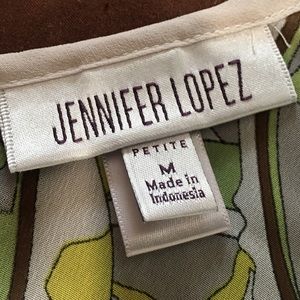 JENNIFER LOPEZ
PETITE
M
Made in
Indonesia